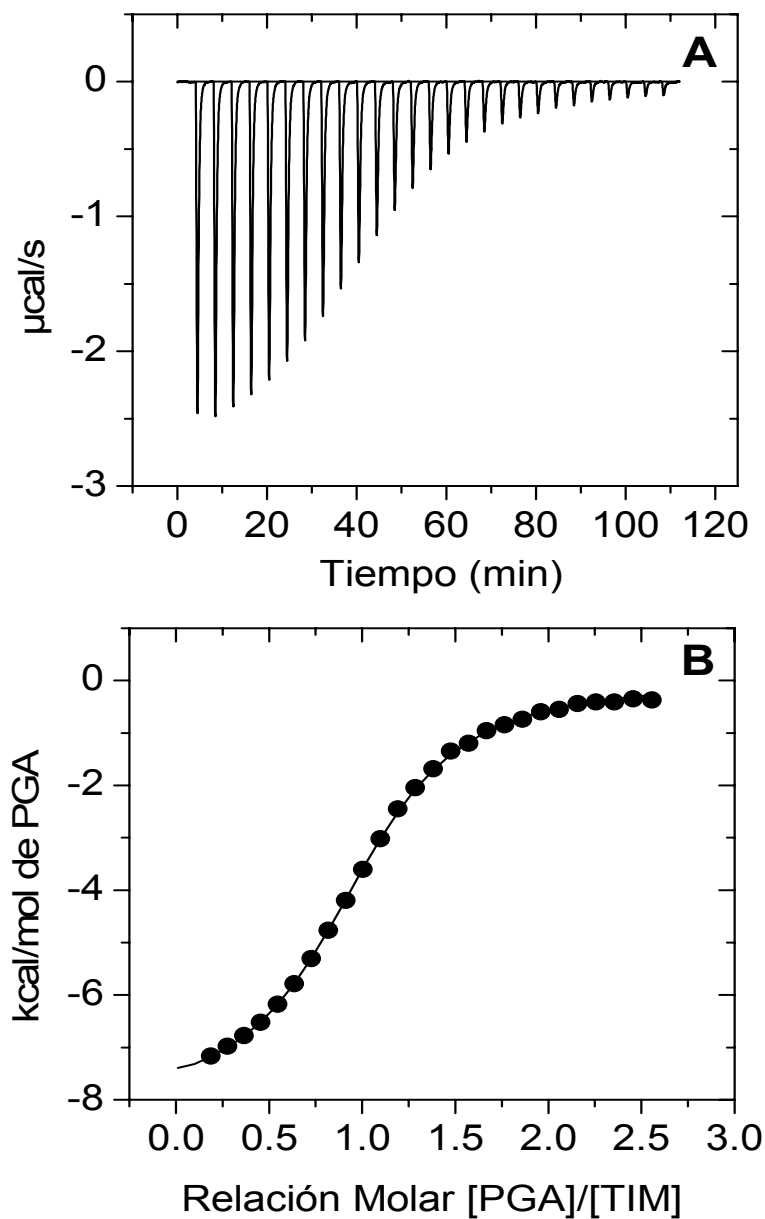 A
0
-1
-2
-3
µcal/s
0 20 40 60 80 100 120
Tiempo (min)
B
0
-2
-4
-6
-8
kcal/mol de PGA
0.0 0.5 1.0 1.5 2.0 2.5 3.0
Relación Molar [PGA]/[TIM]